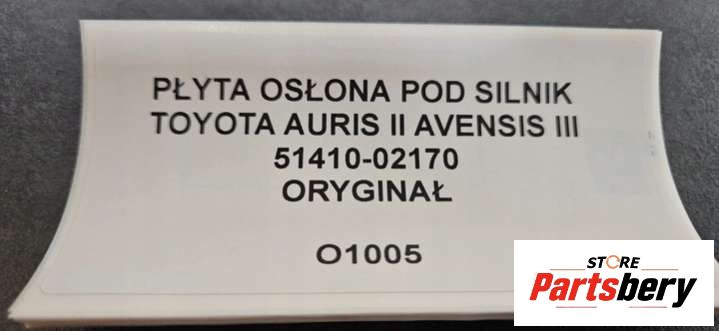 PŁYTA OSŁONA POD SILNIK
TOYOTA AURIS II AVENSIS III
51410-02170
ORYGINAŁ
O1005
STORE
Partsbery